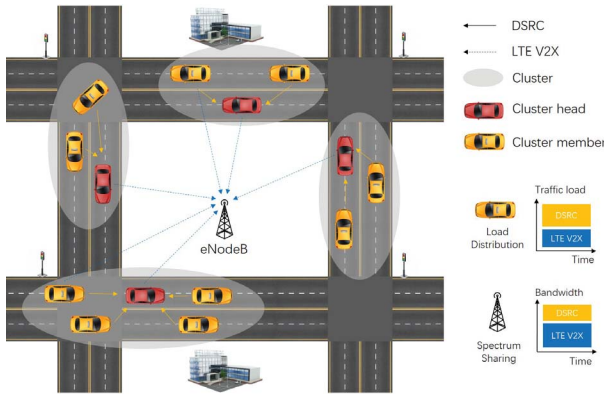 DSRC
LTE V2X
Cluster
Cluster head
Cluster member
eNodeB
Traffic load
DSRC
LTE V2X
Time
Load
Distribution
Bandwidth
DSRC
LTE V2X
Time
Spectrum
Sharing